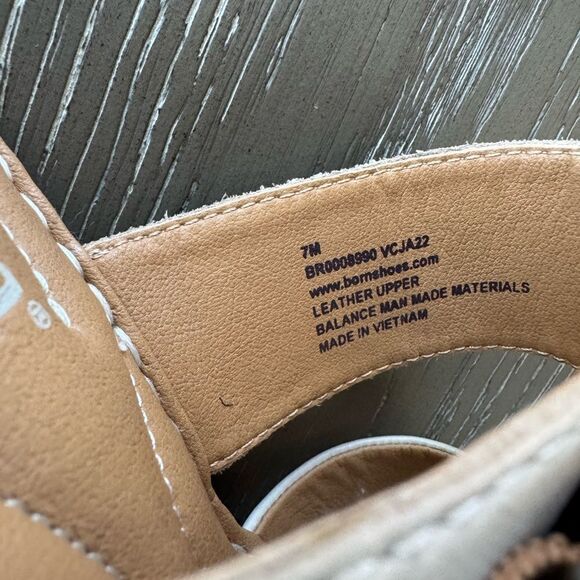 7M
BR0008990 VCJA22
www.bornshoes.com
LEATHER UPPER
BALANCE MAN MADE MATERIALS
MADE IN VIETNAM